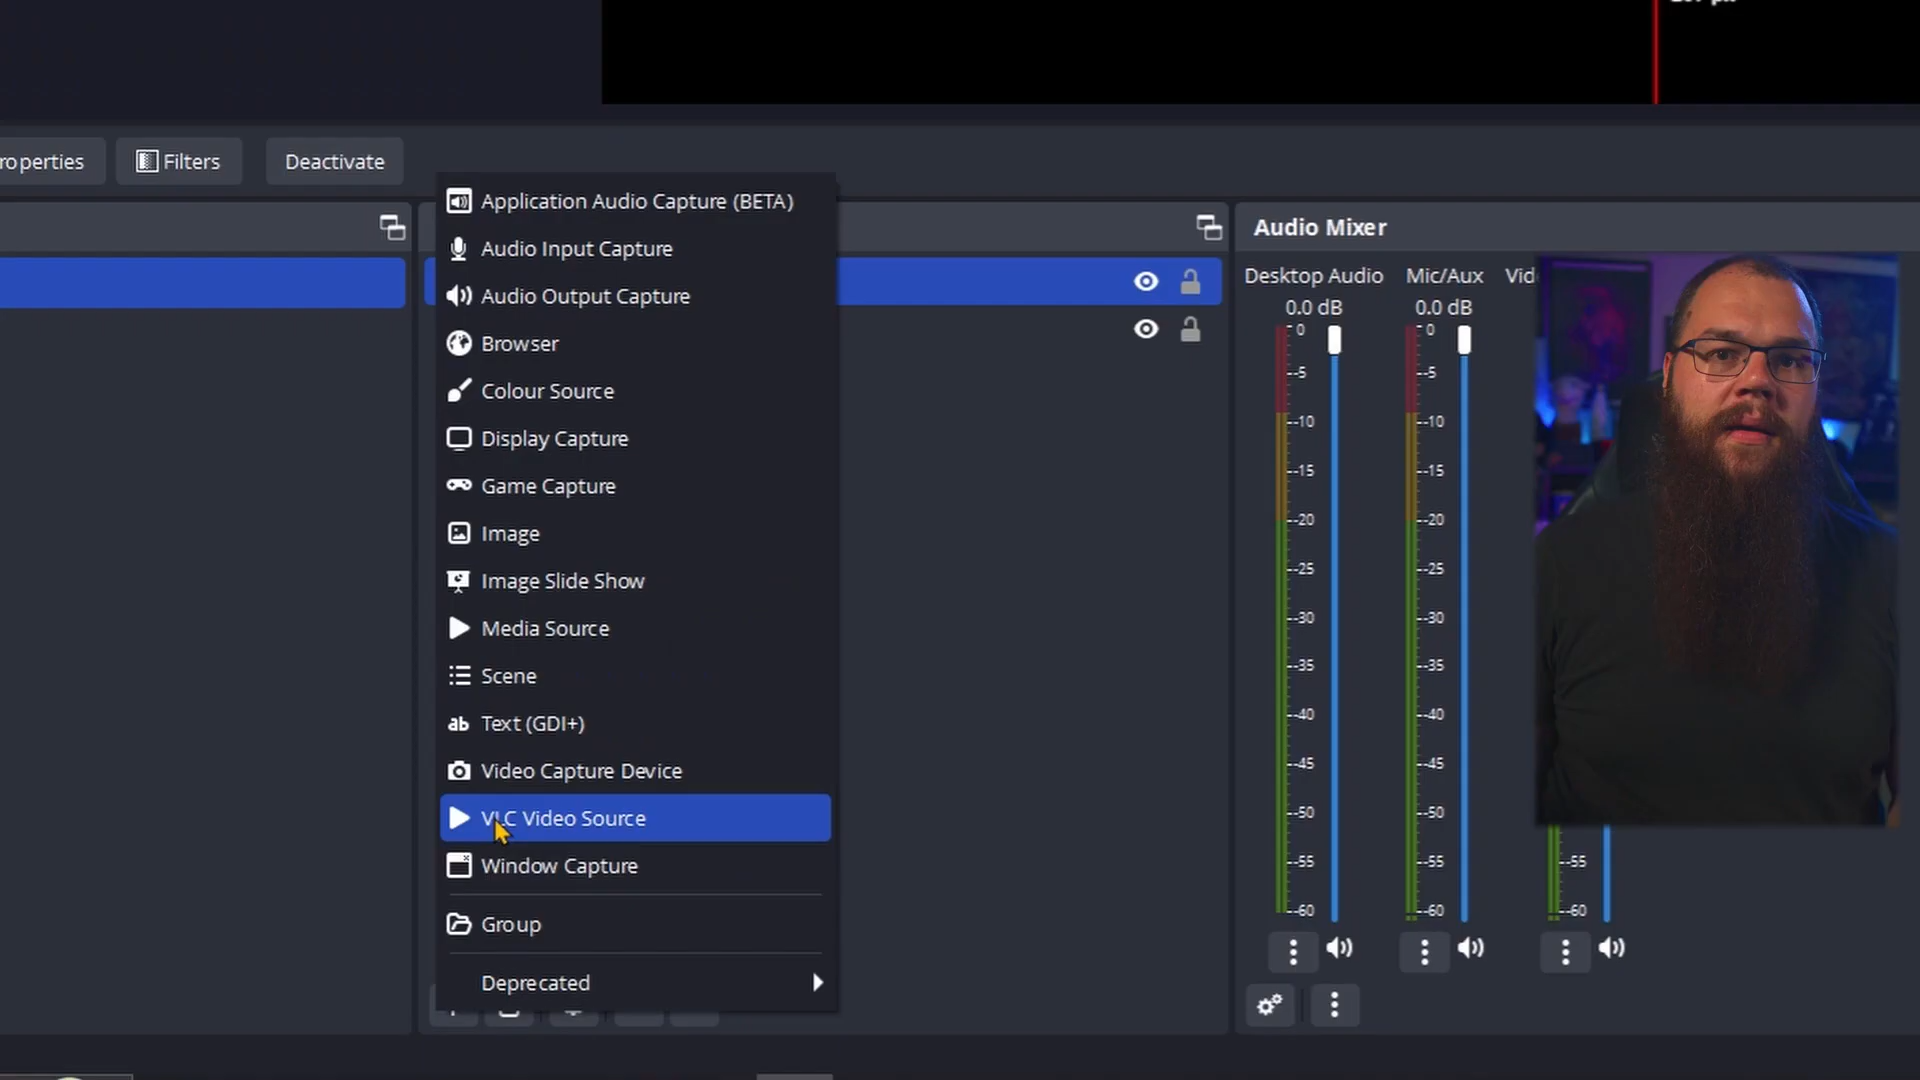 roperties
Filters
Deactivate
Application Audio Capture (BETA)
Audio Input Capture
Audio Output Capture
Browser
Colour Source
Display Capture
Game Capture
Image
Image Slide Show
Media Source
Scene
ab Text (GDI+)
Video Capture Device
VLC Video Source
Window Capture
Group
Deprecated
Audio Mixer
Desktop Audio
0.0 dB
0
-5
-10
-15
-20
-25
-30
-35
-40
-45
-50
-55
-60
Mic/Aux
0.0 dB
0
-5
-10
-15
-20
-25
-30
-35
-40
-45
-50
-55
-60
Vid
-55
-60